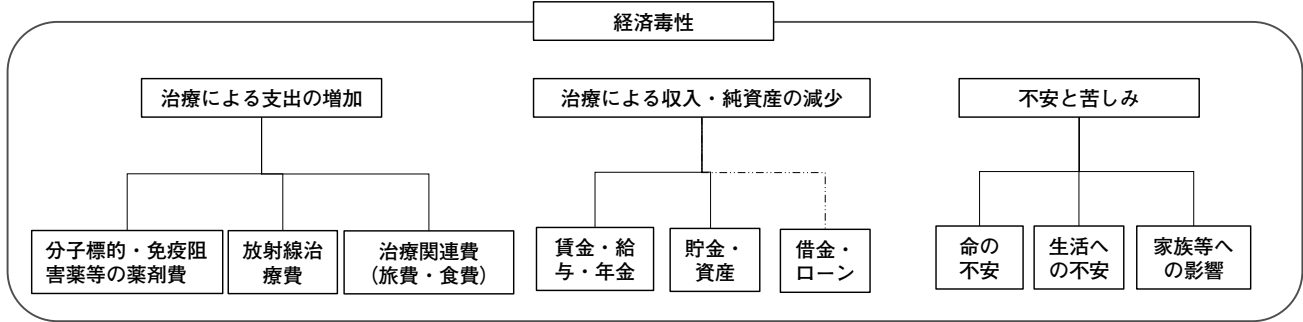 経済毒性
治療による支出の増加
治療による収入・純資産の減少
不安と苦しみ
分子標的・免疫阻
害薬等の薬剤費
放射線治
療費
治療関連費
（旅費・食費）
賃金・給
与・年金
貯金・
資産
借金・
ローン
命の
不安
生活へ
の不安
家族等へ
の影響